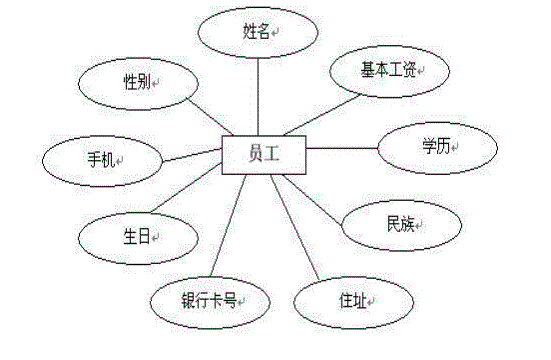 姓名
基本工资
性别
学历
员工
手机
民族
生日
银行卡号
住址